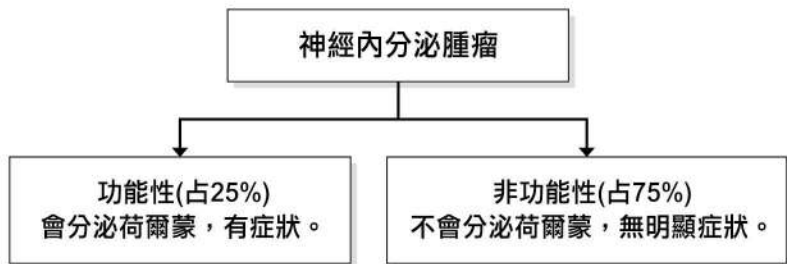 神經內分泌腫瘤
功能性(占25%)
會分泌荷爾蒙，有症狀。
非功能性(占75%)
不會分泌荷爾蒙，無明顯症狀。